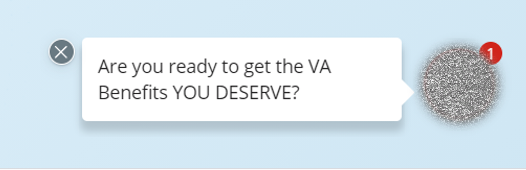 Are you ready to get the VA
Benefits YOU DESERVE?
1